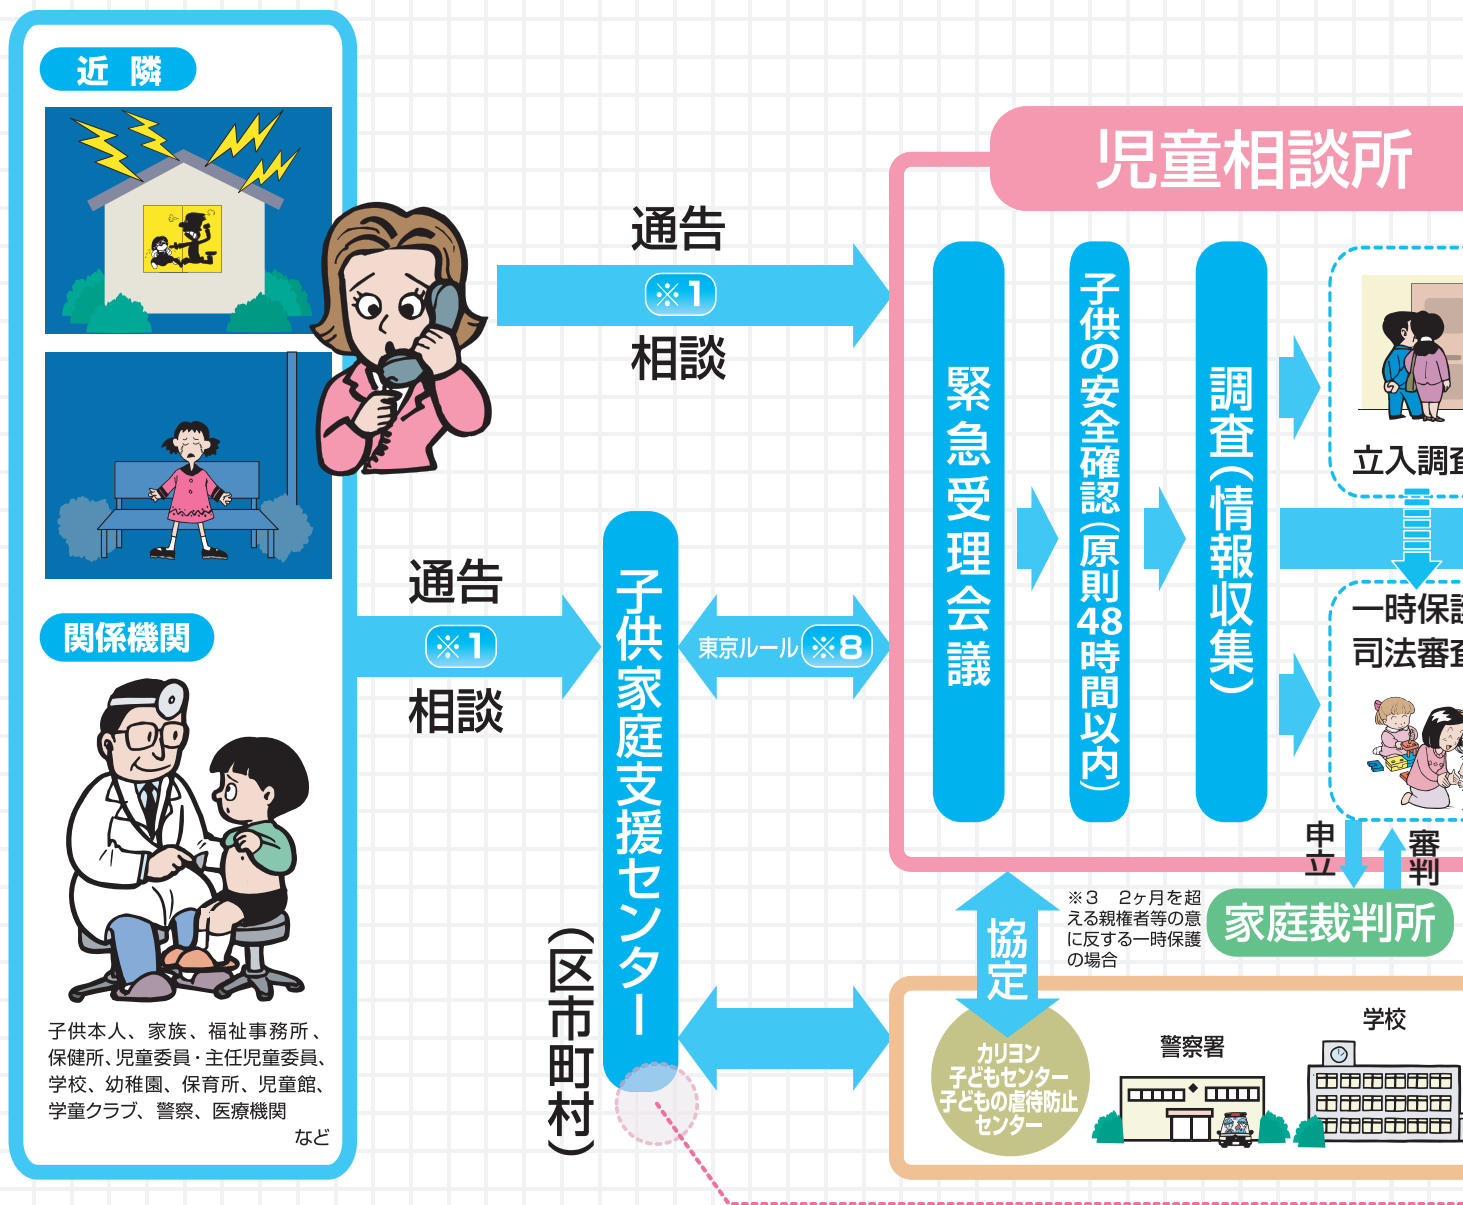 近 隣
関係機関
子供本人、家族、福祉事務所、
保健所、児童委員・主任児童委員、
学校、幼稚園、保育所、児童館、
学童クラブ、警察、医療機関
など
通告
※1
相談
通告
※1
相談
子供家庭支援センター
（区市町村）
東京ルール ※8
児童相談所
緊急受理会議
子供の安全確認（原則48時間以内）
調査（情報収集）
立入調査
一時保護
司法審査
申立
審判
家庭裁判所
※3　2ヶ月を超
える親権者等の意
に反する一時保護
の場合
協定
カリヨン
子どもセンター
子どもの虐待防止
センター
警察署
学校